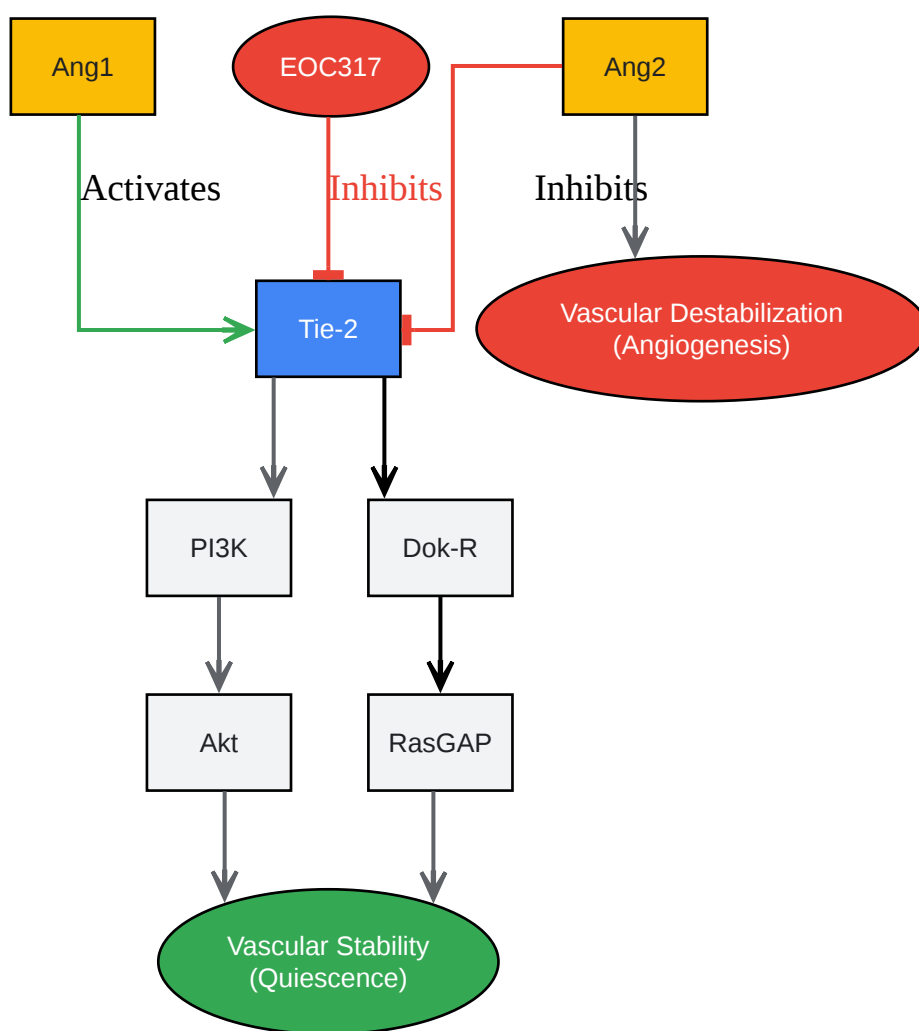 Ang1
EOC317
Ang2
Activates
Inhibits
Inhibits
Tie-2
Vascular Destabilization
(Angiogenesis)
PI3K
Dok-R
Akt
RasGAP
Vascular Stability
(Quiescence)